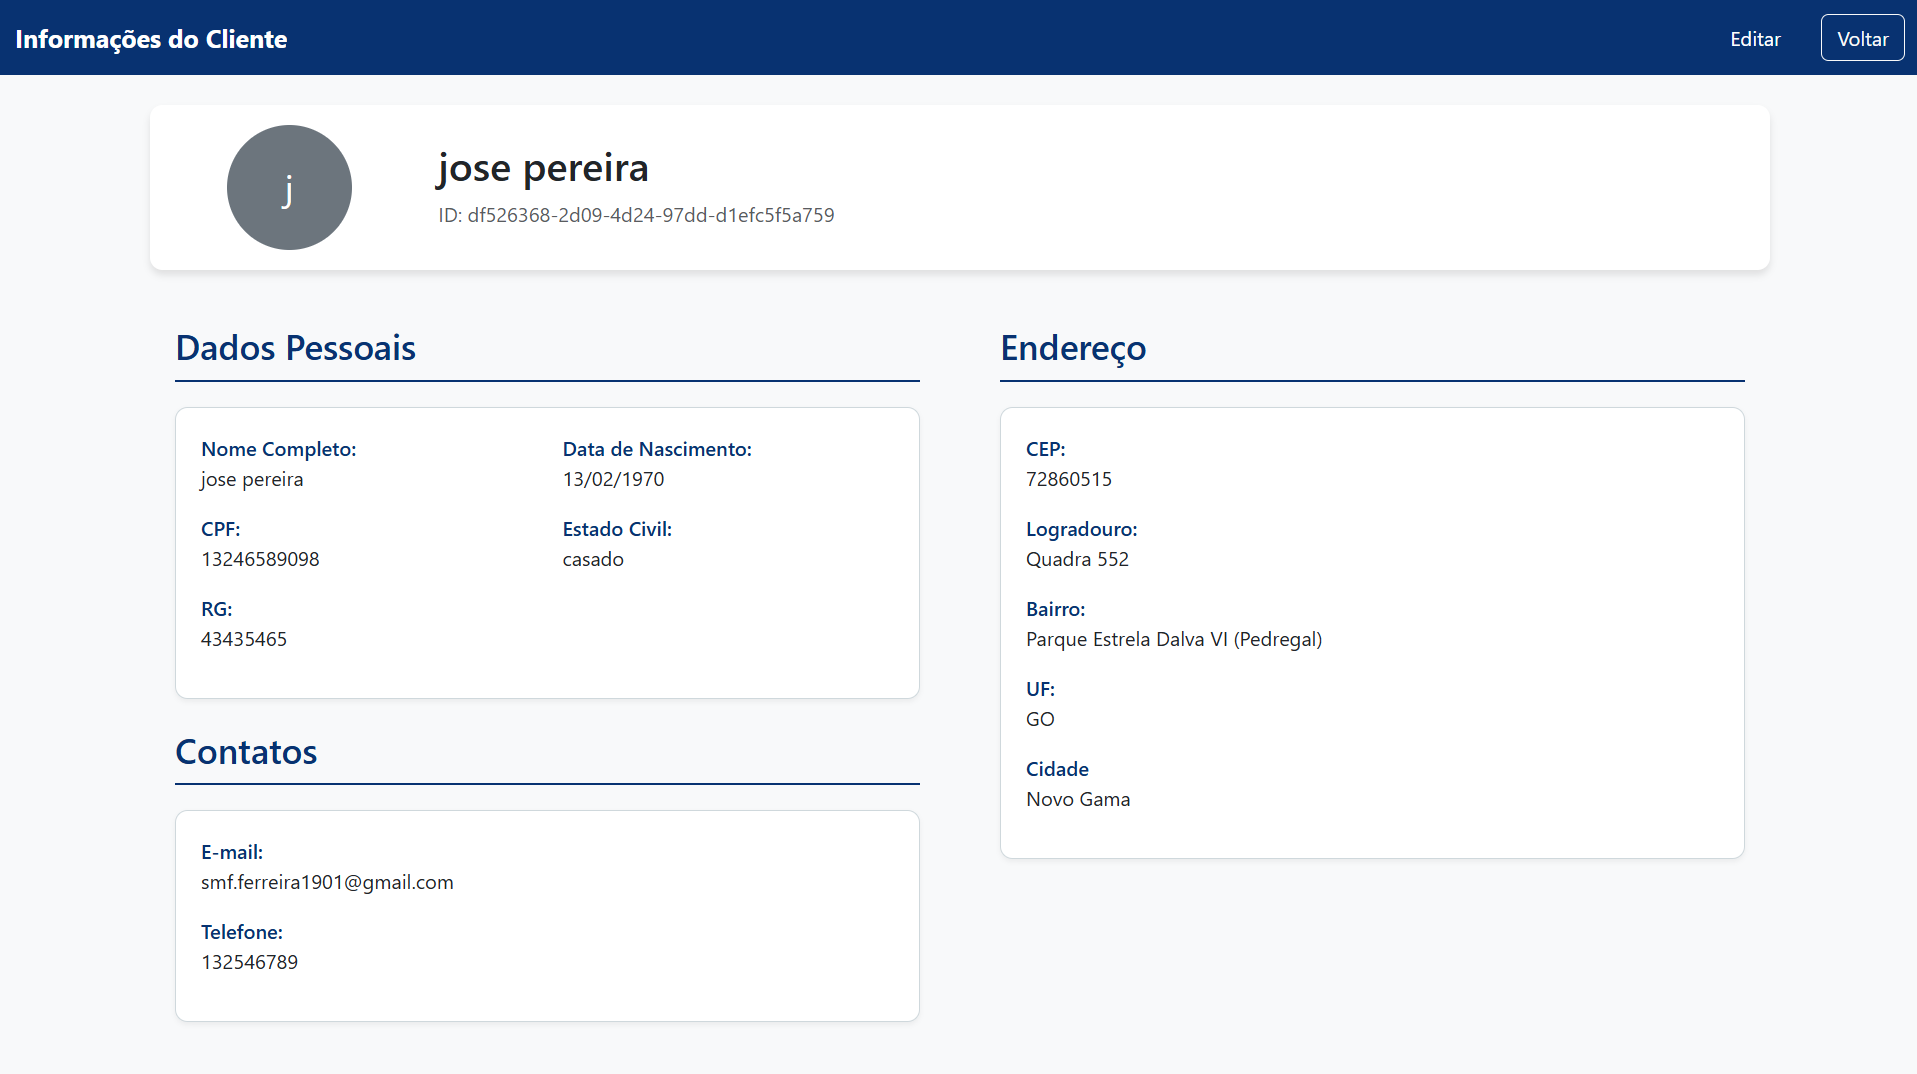 Informações do Cliente
Editar
Voltar
j
jose pereira
ID: df526368-2d09-4d24-97dd-d1efc5f5a759
Dados Pessoais
Nome Completo:
jose pereira
Data de Nascimento:
13/02/1970
CPF:
13246589098
Estado Civil:
casado
RG:
43435465
Contatos
E-mail:
smf.ferreira1901@gmail.com
Telefone:
132546789
Endereço
CEP:
72860515
Logradouro:
Quadra 552
Bairro:
Parque Estrela Dalva VI (Pedregal)
UF:
GO
Cidade
Novo Gama